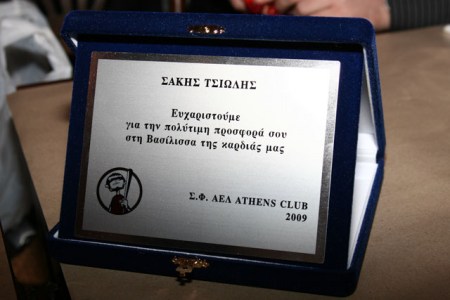 ΣΑΚΗΣ ΤΣΙΩΛΗΣ
Ευχαριστούμε
για την πολύτιμη προσφορά σου
στη Βασίλισσα της καρδιάς μας
Σ.Φ. ΑΕΛ ATHENS CLUB
2009